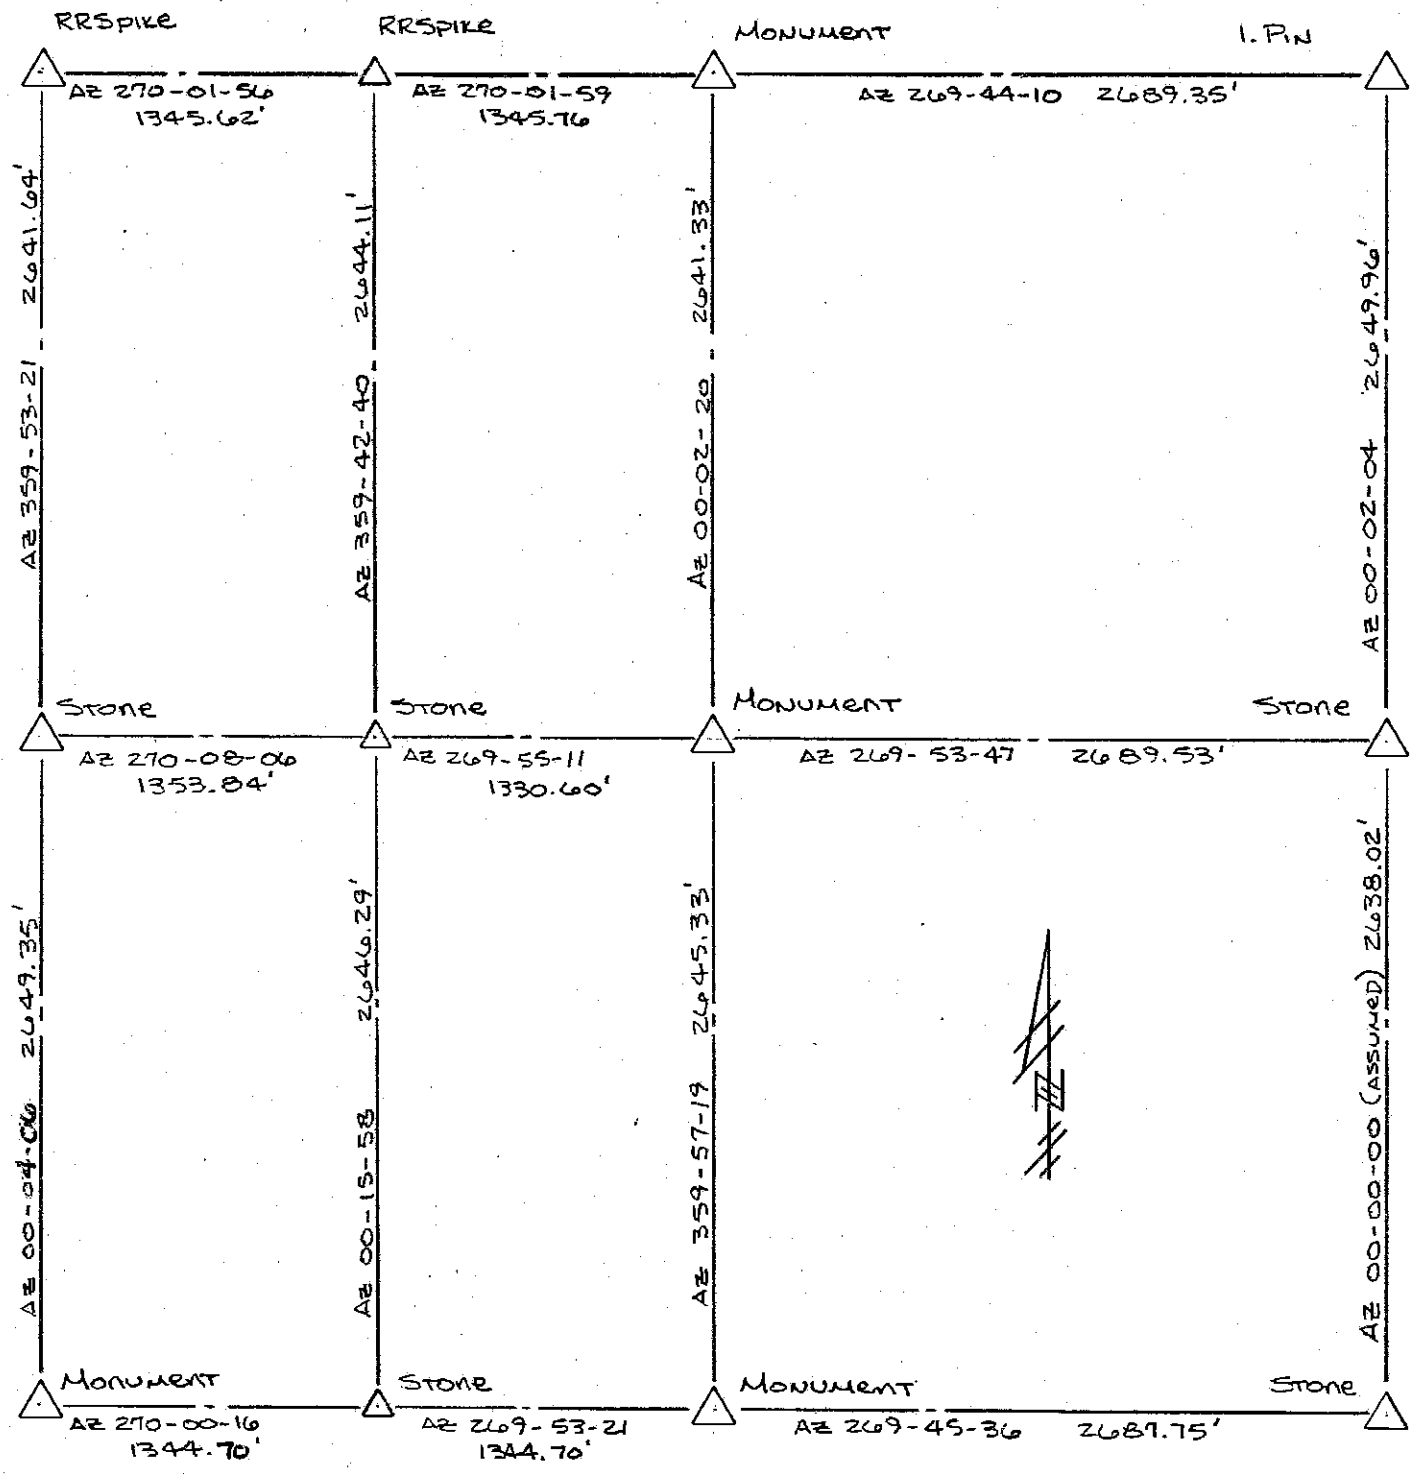 RRSPIKE
RRSPIKE
MONUMENT
I. PIN
AZ 270-01-56
1345.62'
AZ 270-01-59
1345.76
AZ 269-44-10 2689.35'
AZ 359-53-21 2641.64'
AZ 359-42-40 2644.11'
AZ 00-02-20 2641.33'
AZ 00-02-04 2649.96'
STONE
STONE
MONUMENT
STONE
AZ 270-08-06
1353.84'
AZ 269-55-11
1330.60'
AZ 269-53-47 2689.53'
AZ 00-04-06 2649.35'
AZ 00-15-58 2646.29'
AZ 359-57-19 2645.33'
N
AZ 00-00-00 (ASSUMED) 2638.02'
MONUMENT
STONE
MONUMENT
STONE
AZ 270-00-16
1344.70'
AZ 269-53-21
1344.70'
AZ 269-45-36 2687.75'